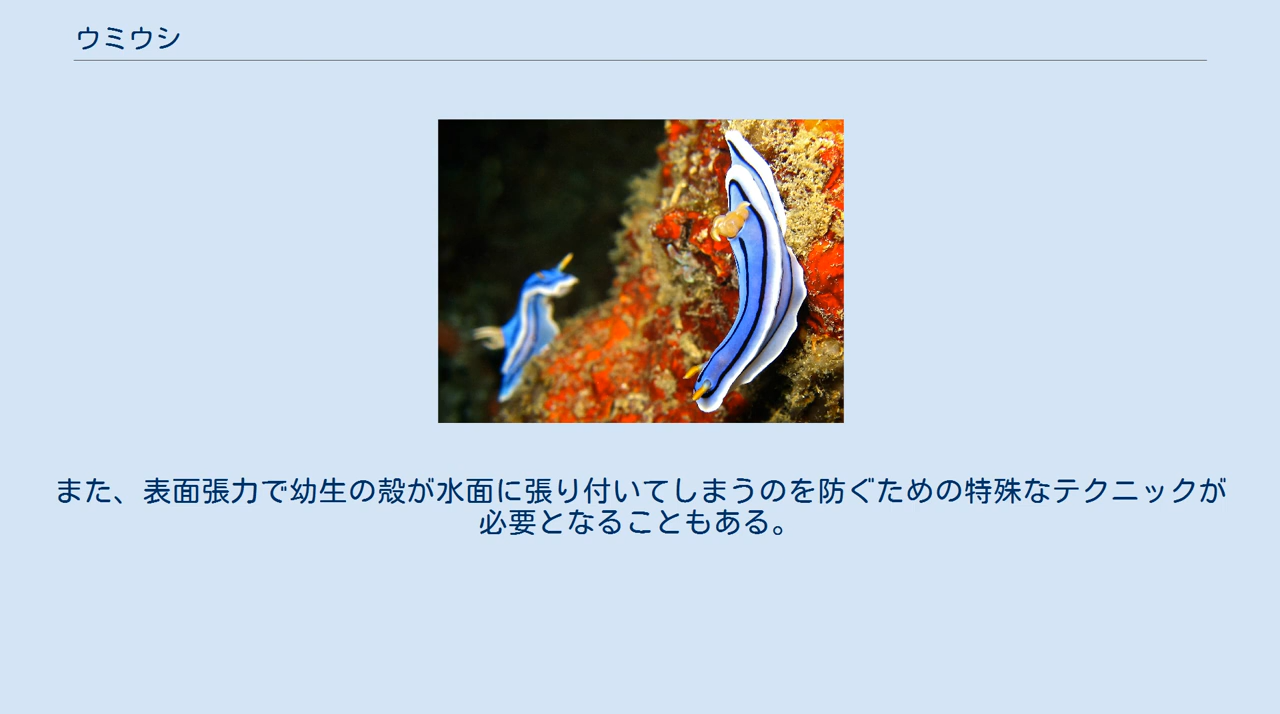 ウミウシ
また、表面張力で幼生の殻が水面に張り付いてしまうのを防ぐための特殊なテクニックが
必要となることもある。